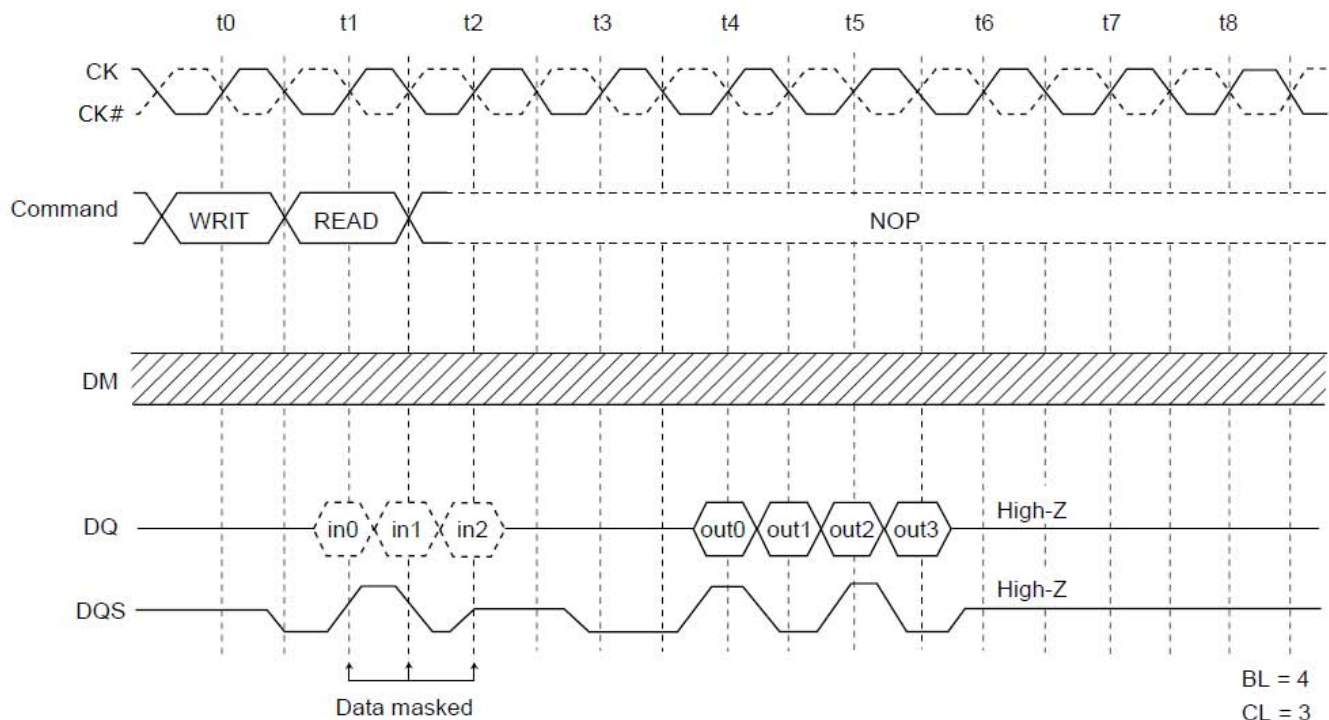 t0 t1 t2 t3 t4 t5 t6 t7 t8
CK
CK#
Command WRIT READ NOP
DM
DQ in0 in1 in2 out0 out1 out2 out3 High-Z
DQS High-Z
Data masked
BL = 4
CL = 3